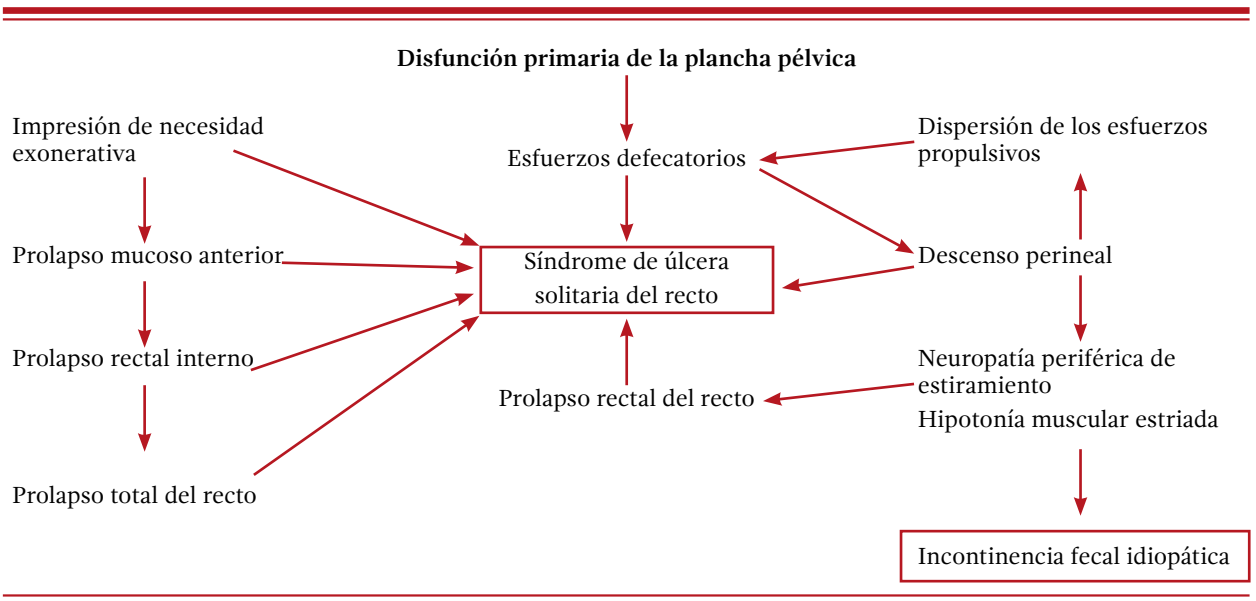 Disfunción primaria de la plancha pélvica
Impresión de necesidad
exonerativa
Esfuerzos defecatorios
Dispersión de los esfuerzos
propulsivos
Prolapso mucoso anterior
Síndrome de úlcera
solitaria del recto
Descenso perineal
Prolapso rectal interno
Prolapso rectal del recto
Neuropatía periférica de
estiramiento
Hipotonía muscular estriada
Prolapso total del recto
Incontinencia fecal idiopática